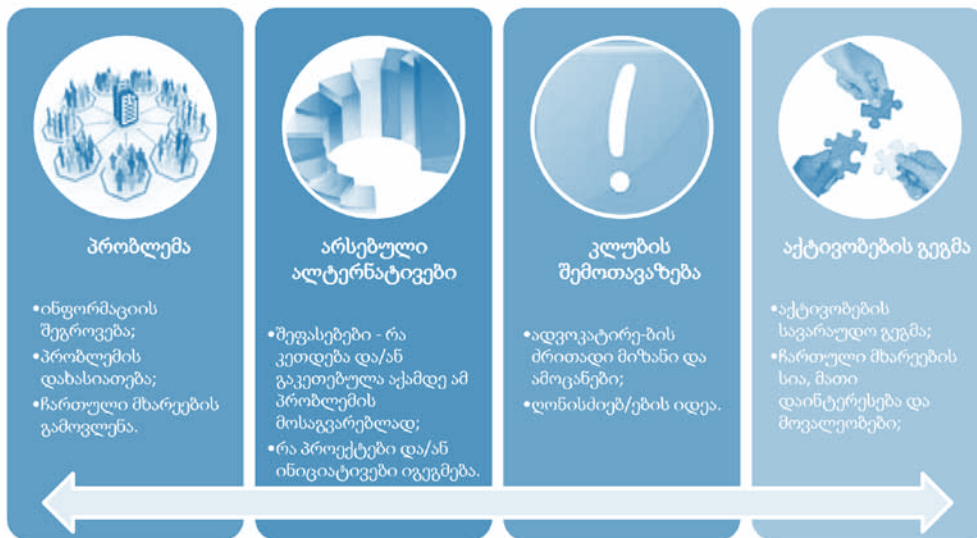 პრობლემა
•ინფორმაციის
შეგროვება;
•პრობლემის
დახასიათება;
•ჩართული მხარეების
გამოვლენა.
არსებული
ალტერნატივები
•შეფასებები - რა
კეთდება და/ან
გაკეთებულა აქამდე ამ
პრობლემის
მოსაგვარებლად;
•რა პროექტები და/ან
ინიციატივები იგეგმება.
კლუბის
შემოთავაზება
•ადვოკატირე-ბის
ძრითადი მიზანი და
ამოცანები;
•ღონისძიებ/ების იდეა.
აქტივობების გეგმა
•აქტივობების
სავარაუდო გეგმა;
•ჩართული მხარეების
სია, მათი
დაინტერესება და
მოვალეობები;